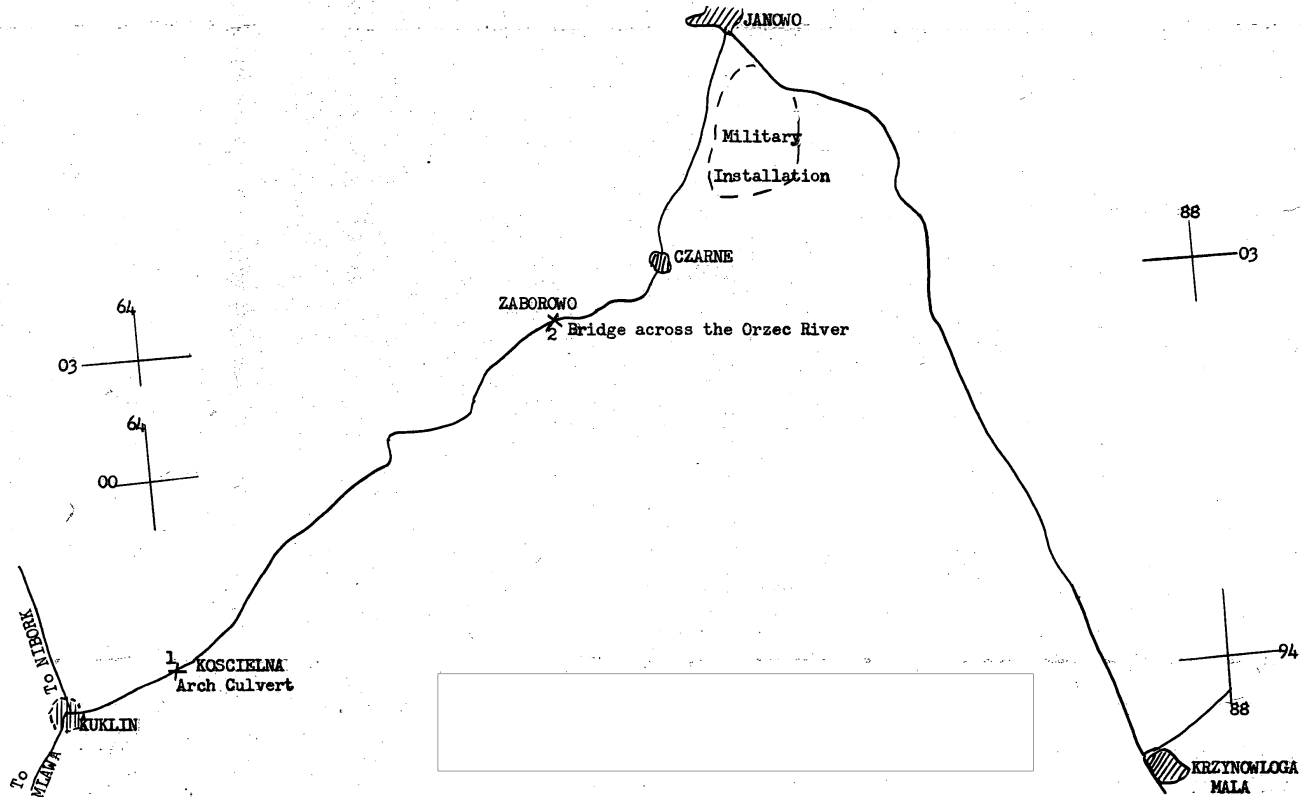 JANOWO
Military
Installation
88
03
CZARNE
ZABOROWO
2 Bridge across the Orzec River
64
03
64
00
To NIBORK
1
KOSCIELNA
Arch Culvert
KUKLIN
To
MLAWA
94
88
KRZYNOWLOGA
MALA